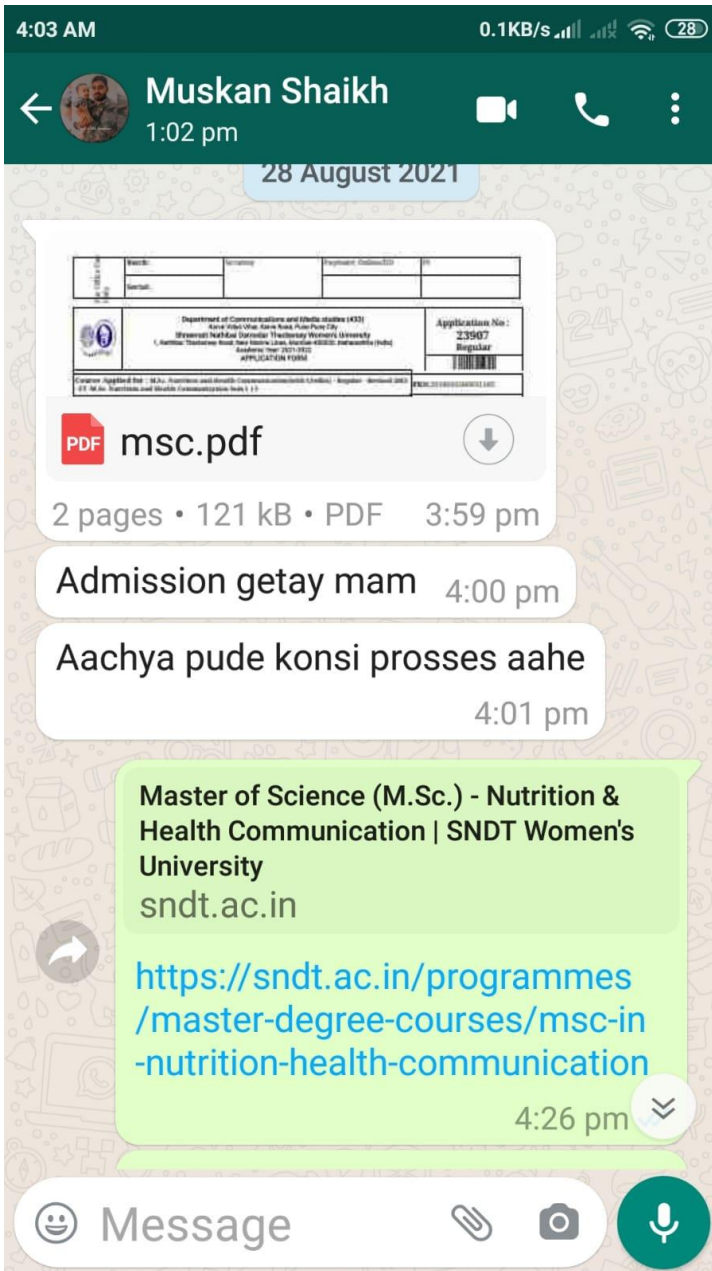 4:03 AM
0.1KB/s
28
Muskan Shaikh
1:02 pm
28 August 2021
Department of Communications and Media studies (433)
Application No :
23907
Regular
APPLICATION FORM
PDF
msc.pdf
2 pages • 121 kB • PDF 3:59 pm
Admission getay mam 4:00 pm
Aachya pude konsi prosses aahe
4:01 pm
Master of Science (M.Sc.) - Nutrition &
Health Communication | SNDT Women's
University
sndt.ac.in
https://sndt.ac.in/programmes
/master-degree-courses/msc-in
-nutrition-health-communication
4:26 pm
Message